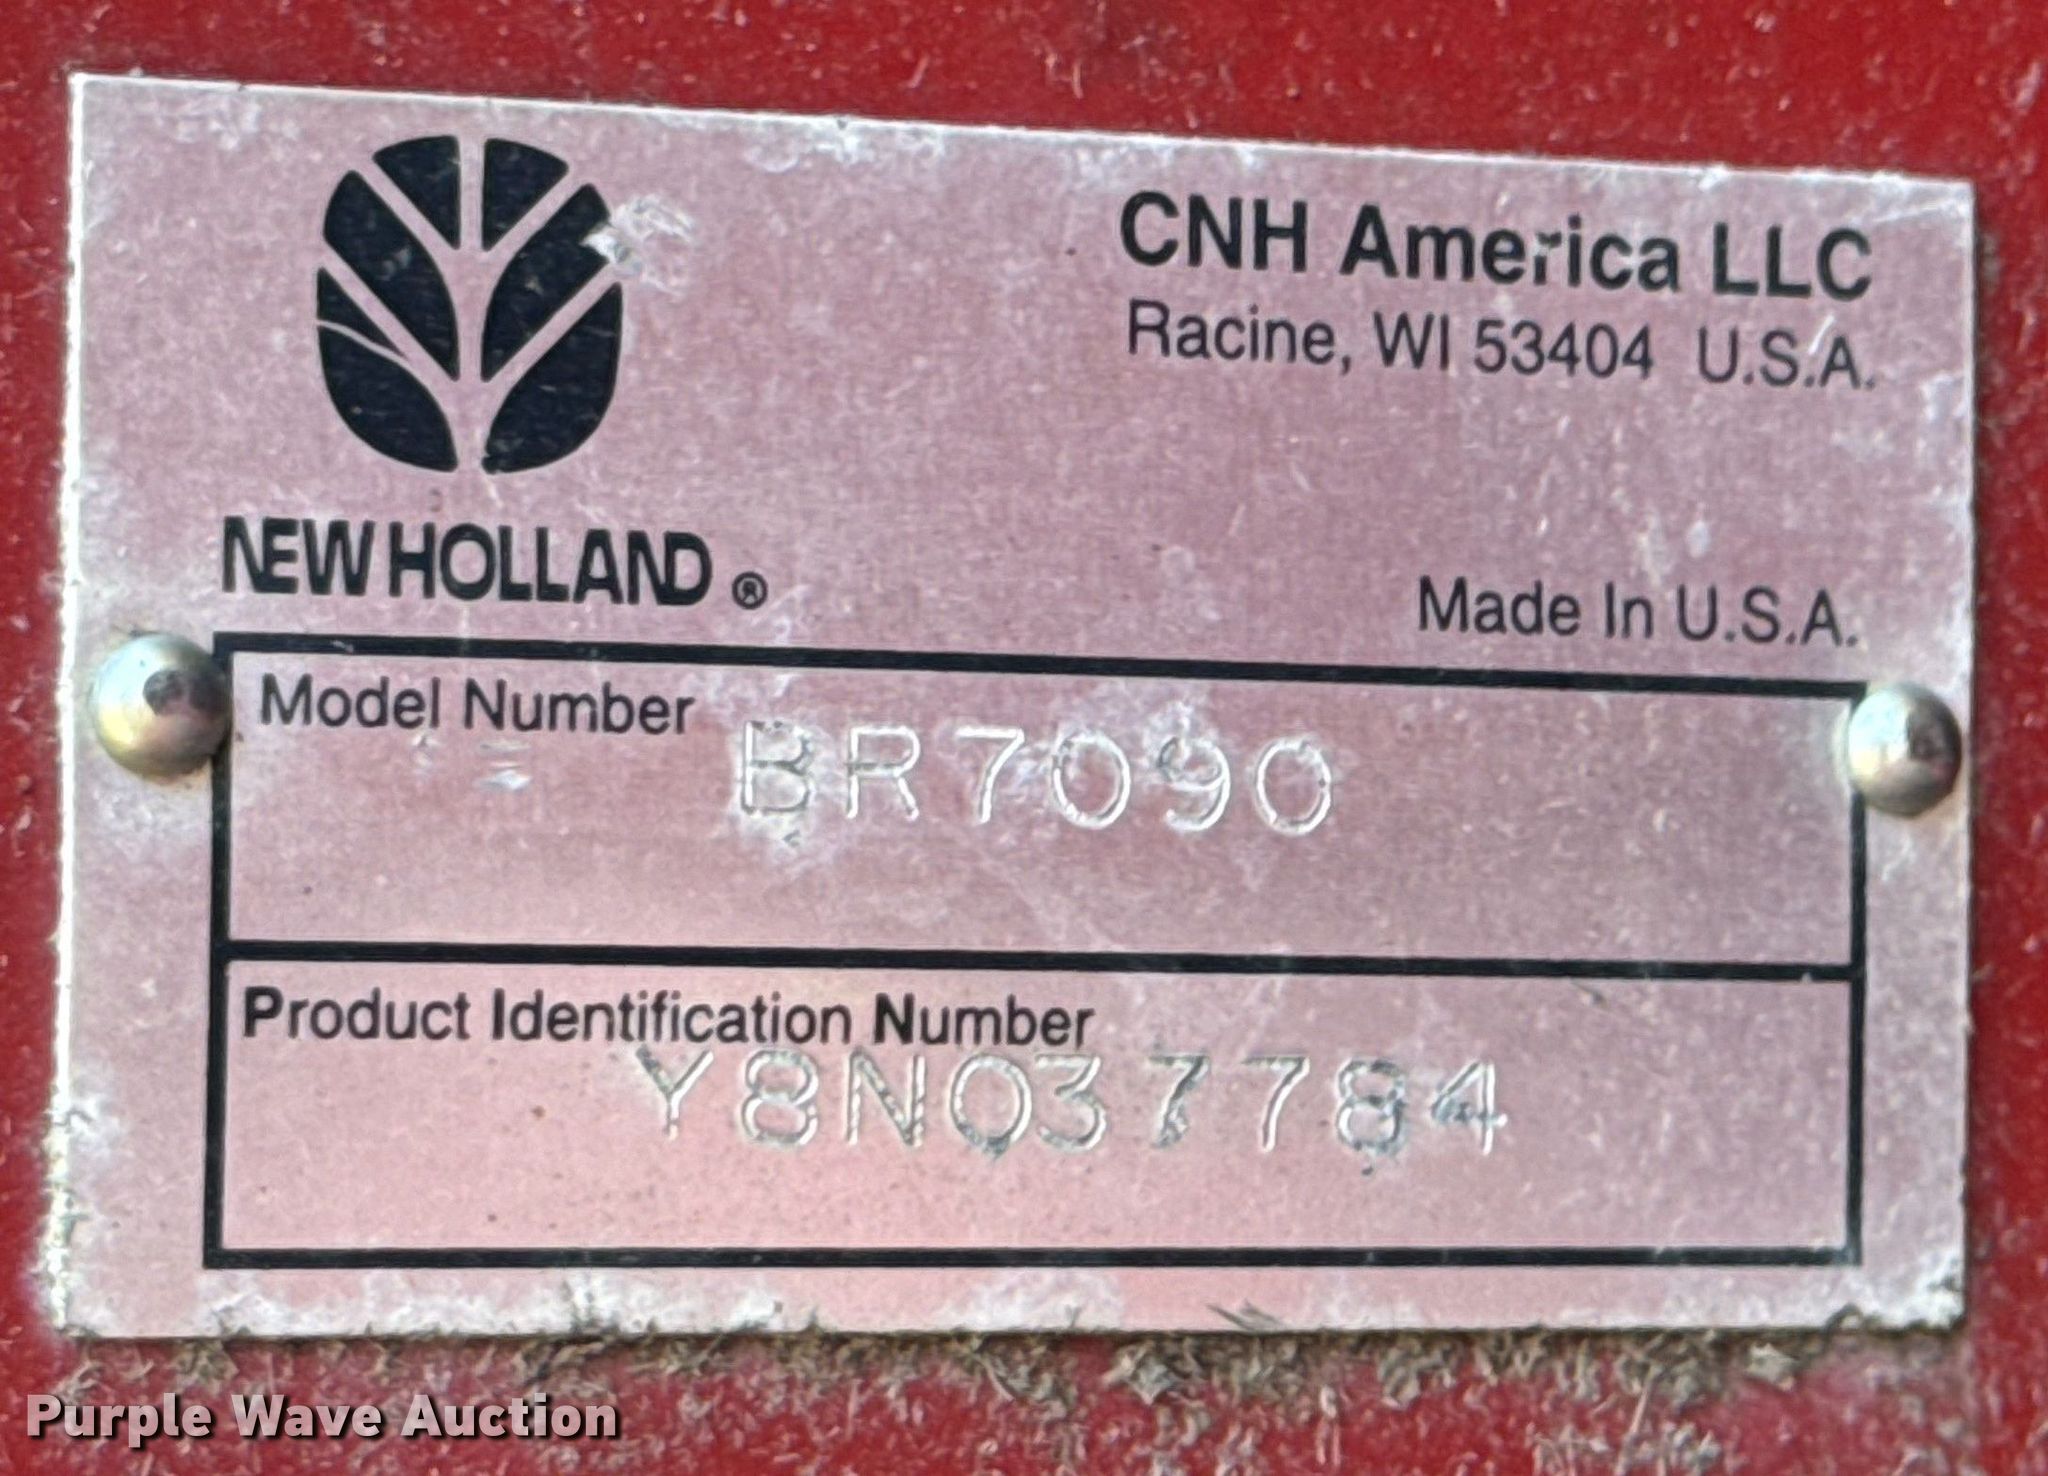 CNH America LLC
Racine, WI 53404 U.S.A.
NEW HOLLAND ®
Made In U.S.A.
Model Number
BR7090
Product Identification Number
Y8N037784
Purple Wave Auction